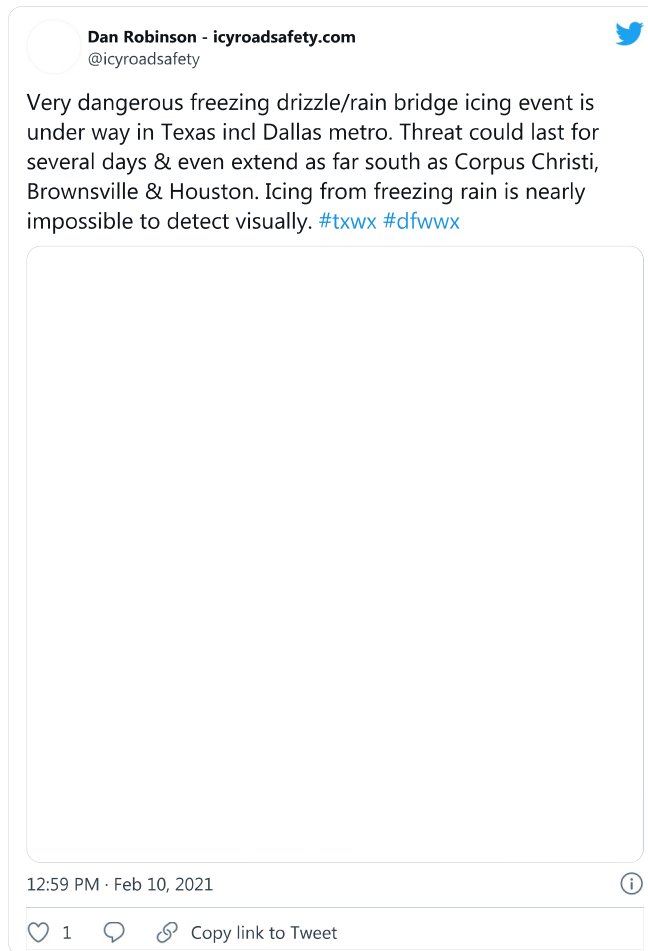 Dan Robinson - icyroadsafety.com
@icyroadsafety
Very dangerous freezing drizzle/rain bridge icing event is
under way in Texas incl Dallas metro. Threat could last for
several days & even extend as far south as Corpus Christi,
Brownsville & Houston. Icing from freezing rain is nearly
impossible to detect visually. #txwx #dfwwx
12:59 PM · Feb 10, 2021
1
Copy link to Tweet